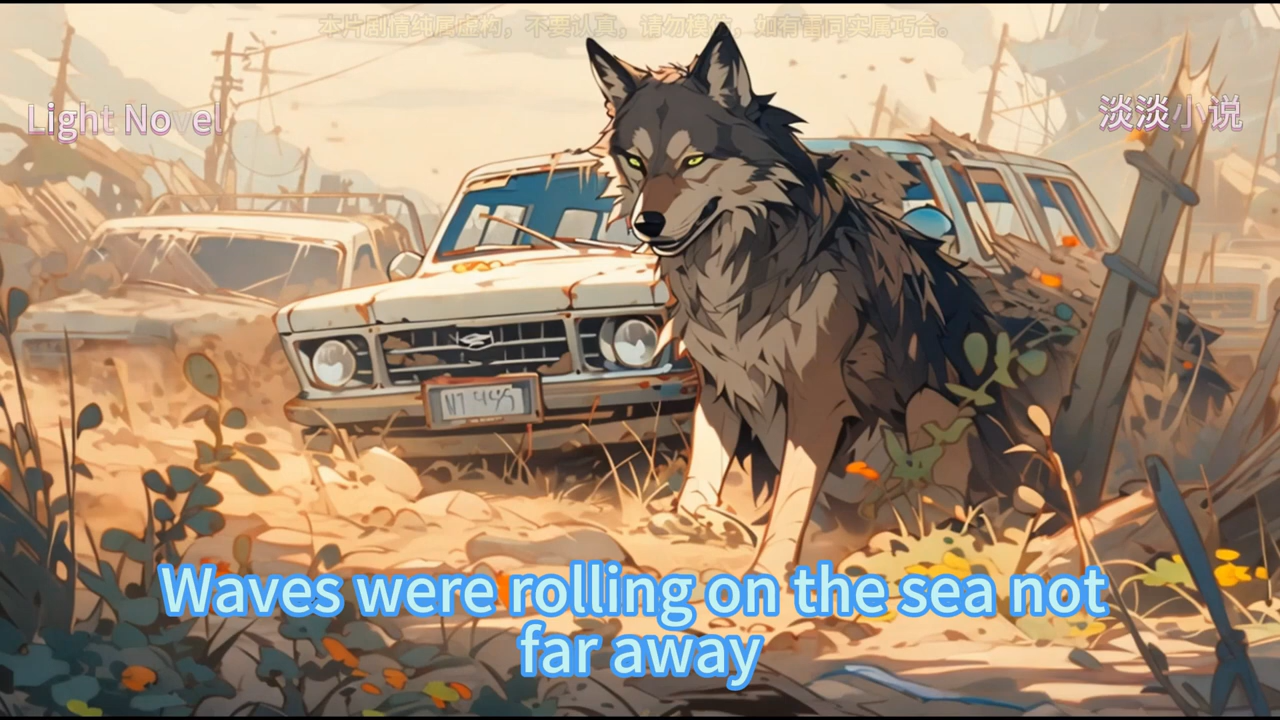 本片剧情纯属虚构，不要认真，请勿模仿，如有雷同实属巧合。
Light Novel
淡淡小说
Waves were rolling on the sea not
far away